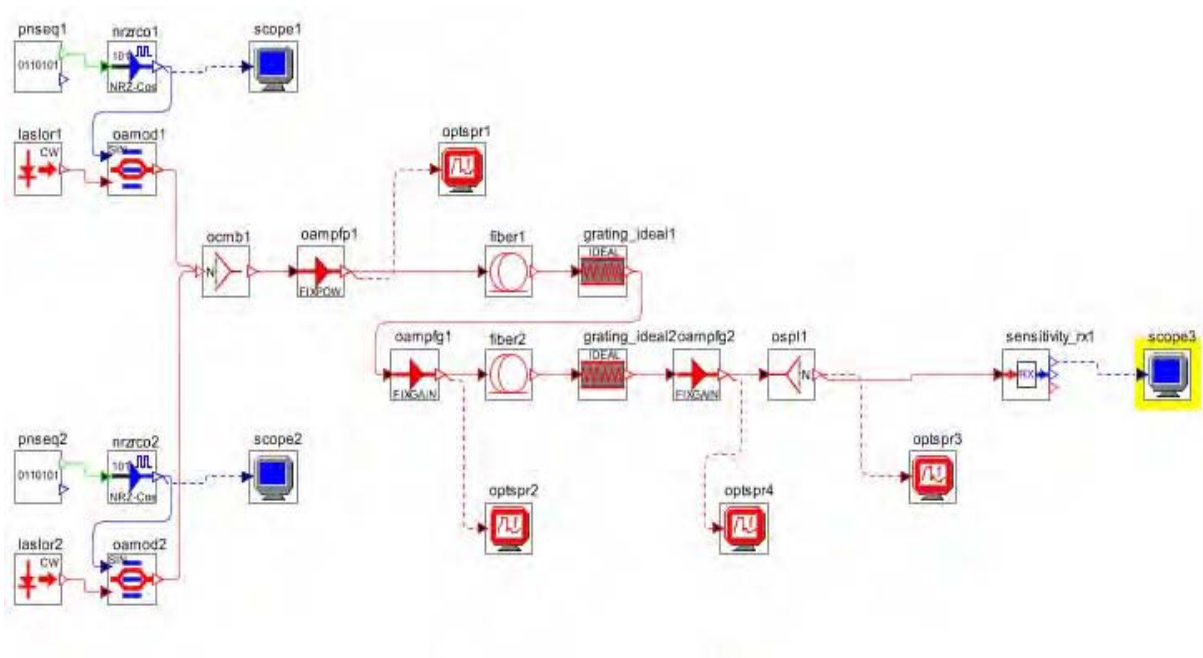 pnseq1
nrzrco1
scope1
0110101
101
NRZ-Cos
laslor1
oamod1
optspr1
CW
SIN
ocmb1
oampfp1
fiber1
grating_ideal1
N
IDEAL
FIXPOW
oampfg1
fiber2
grating_ideal2
oampfg2
ospl1
sensitivity_rx1
scope3
IDEAL
N
RX
FIXGAIN
FIXGAIN
pnseq2
nrzrco2
scope2
optspr3
0110101
101
NRZ-Cos
optspr2
optspr4
laslor2
oamod2
CW
SIN